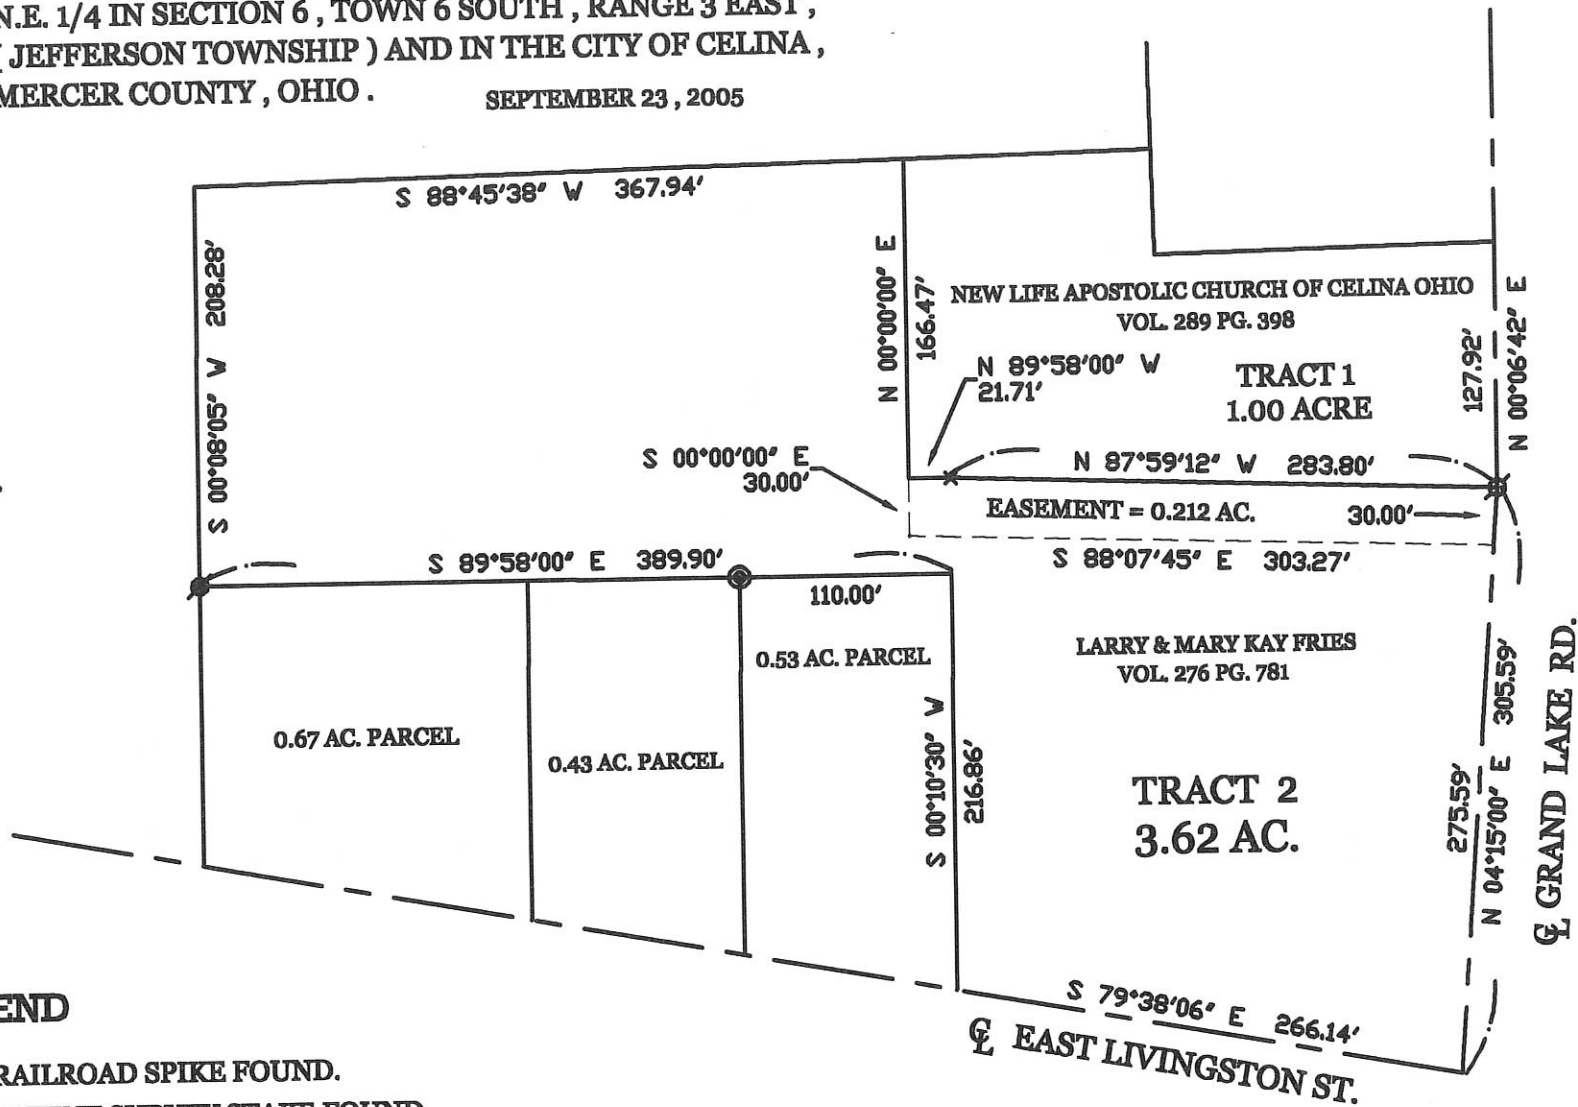 N.E. 1/4 IN SECTION 6 , TOWN 6 SOUTH , RANGE 3 EAST ,
( JEFFERSON TOWNSHIP ) AND IN THE CITY OF CELINA ,
MERCER COUNTY , OHIO .
SEPTEMBER 23 , 2005
S 88°45'38" W 367.94'
S 00°08'05" W 208.28'
N 00°00'00" E
166.47'
NEW LIFE APOSTOLIC CHURCH OF CELINA OHIO
VOL. 289 PG. 398
N 89°58'00" W
21.71'
TRACT 1
1.00 ACRE
127.92'
N 00°06'42" E
S 00°00'00" E
30.00'
N 87°59'12" W 283.80'
EASEMENT = 0.212 AC.
30.00'
S 88°07'45" E 303.27'
S 89°58'00" E 389.90'
110.00'
0.53 AC. PARCEL
0.67 AC. PARCEL
0.43 AC. PARCEL
S 00°10'30" W
216.86'
LARRY & MARY KAY FRIES
VOL. 276 PG. 781
TRACT 2
3.62 AC.
275.59'
N 04°15'00" E 305.59'
℄ GRAND LAKE RD.
S 79°38'06" E 266.14'
℄ EAST LIVINGSTON ST.
END
RAILROAD SPIKE FOUND.